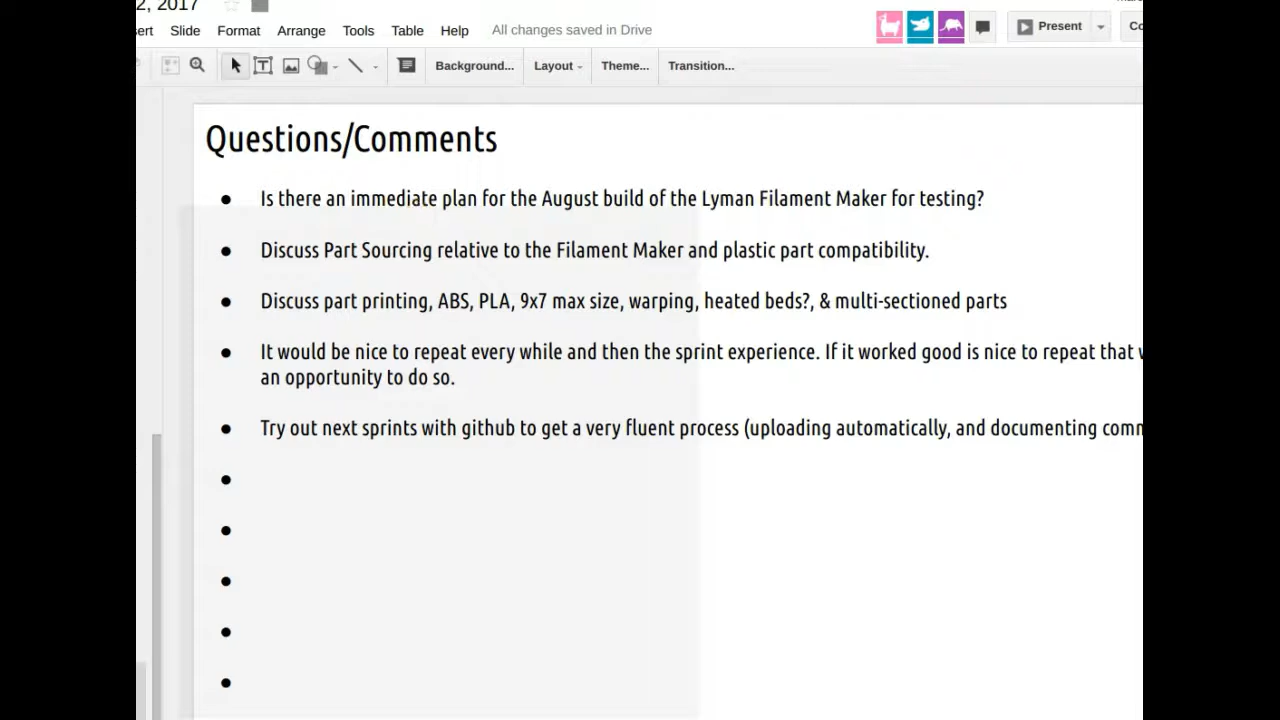 2, 2017
Slide Format Arrange Tools Table Help All changes saved in Drive Present
Background... Layout Theme... Transition...
Questions/Comments
● Is there an immediate plan for the August build of the Lyman Filament Maker for testing?
● Discuss Part Sourcing relative to the Filament Maker and plastic part compatibility.
● Discuss part printing, ABS, PLA, 9x7 max size, warping, heated beds?, & multi-sectioned parts
● It would be nice to repeat every while and then the sprint experience. If it worked good is nice to repeat that
an opportunity to do so.
● Try out next sprints with github to get a very fluent process (uploading automatically, and documenting